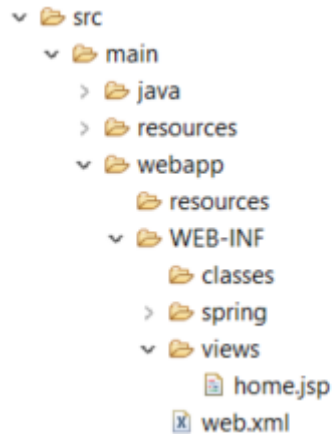 src
main
java
resources
webapp
resources
WEB-INF
classes
spring
views
home.jsp
web.xml